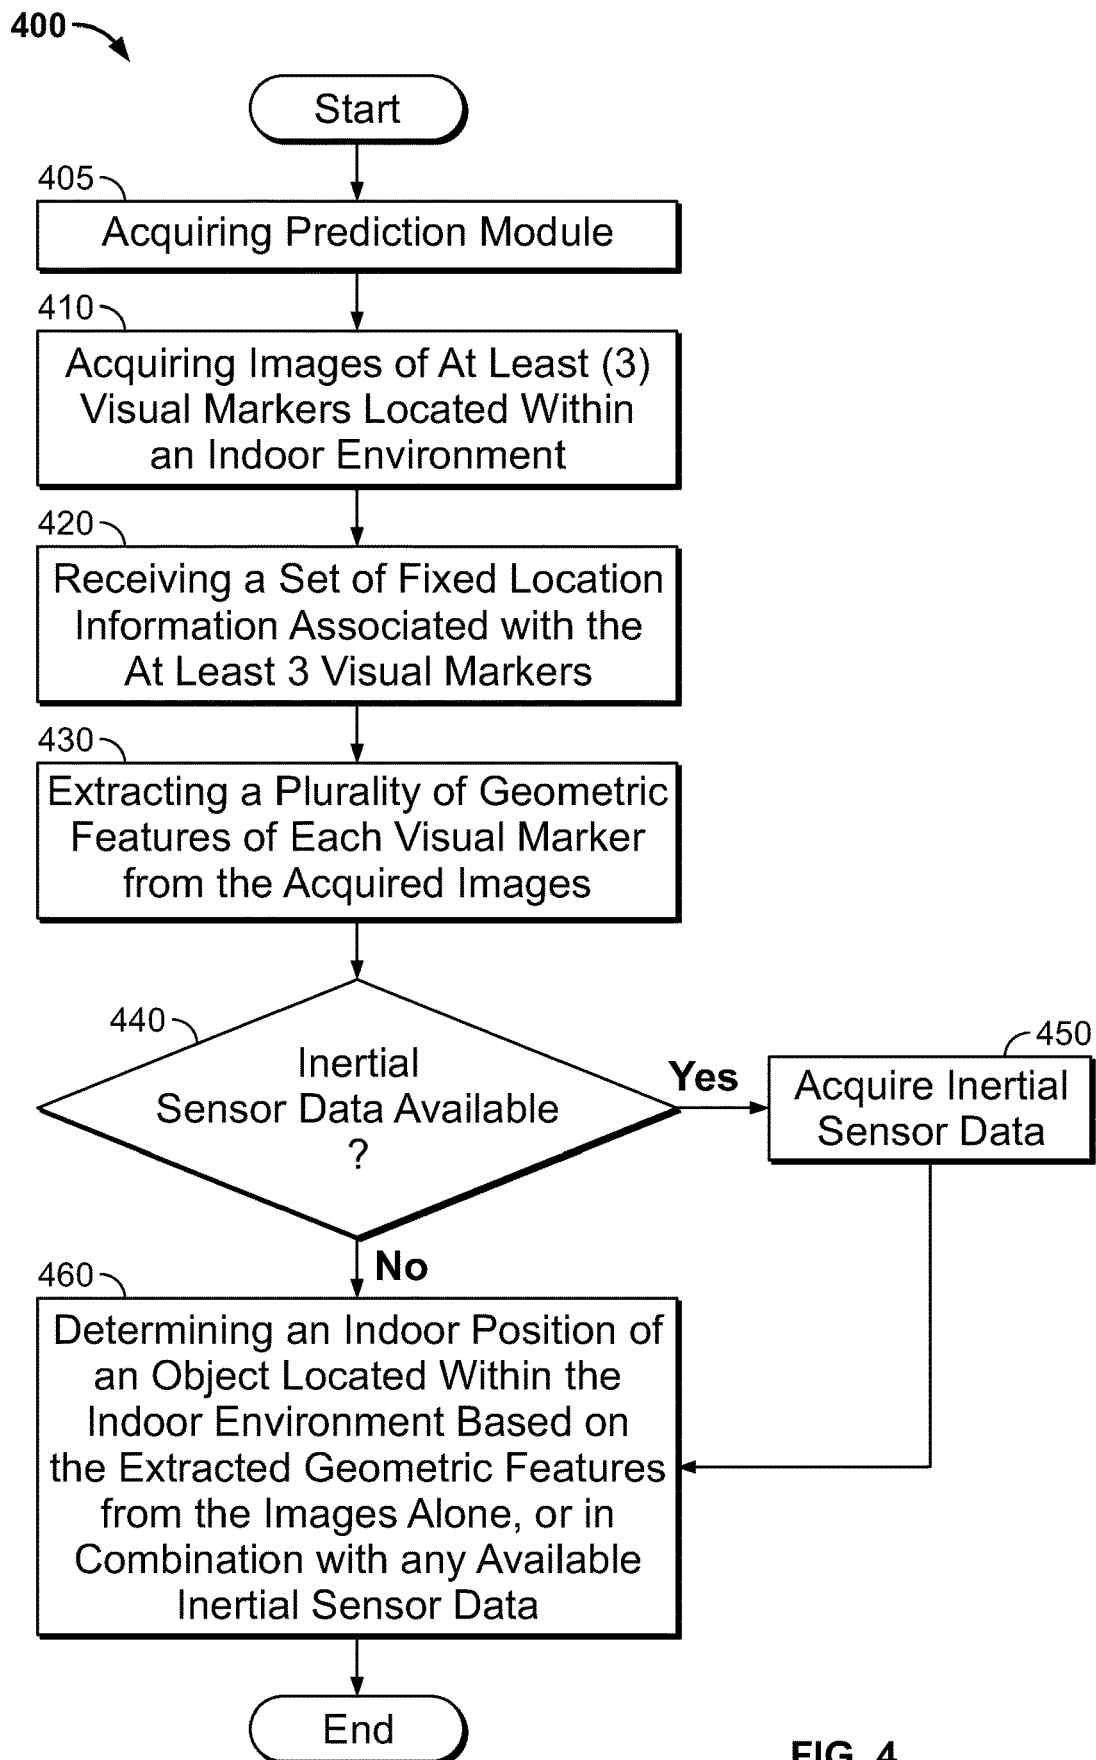 400
Start
405
Acquiring Prediction Module
410
Acquiring Images of At Least (3)
Visual Markers Located Within
an Indoor Environment
420
Receiving a Set of Fixed Location
Information Associated with the
At Least 3 Visual Markers
430
Extracting a Plurality of Geometric
Features of Each Visual Marker
from the Acquired Images
440
Inertial
Sensor Data Available
?
Yes
450
Acquire Inertial
Sensor Data
No
460
Determining an Indoor Position of
an Object Located Within the
Indoor Environment Based on
the Extracted Geometric Features
from the Images Alone, or in
Combination with any Available
Inertial Sensor Data
End
FIG. 4